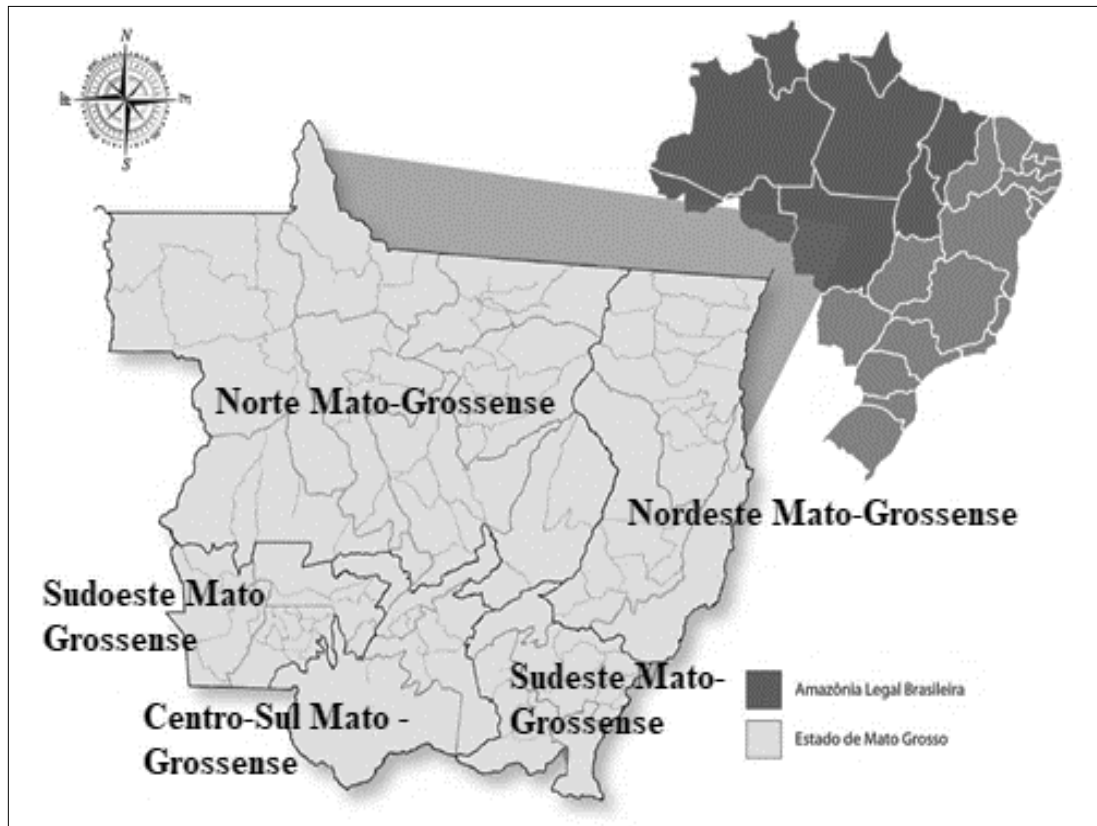 N
W
E
S
Norte Mato-Grossense
Nordeste Mato-Grossense
Sudoeste Mato
Grossense
Sudeste Mato-
Grossense
Centro-Sul Mato -
Grossense
Amazônia Legal Brasileira
Estado de Mato Grosso